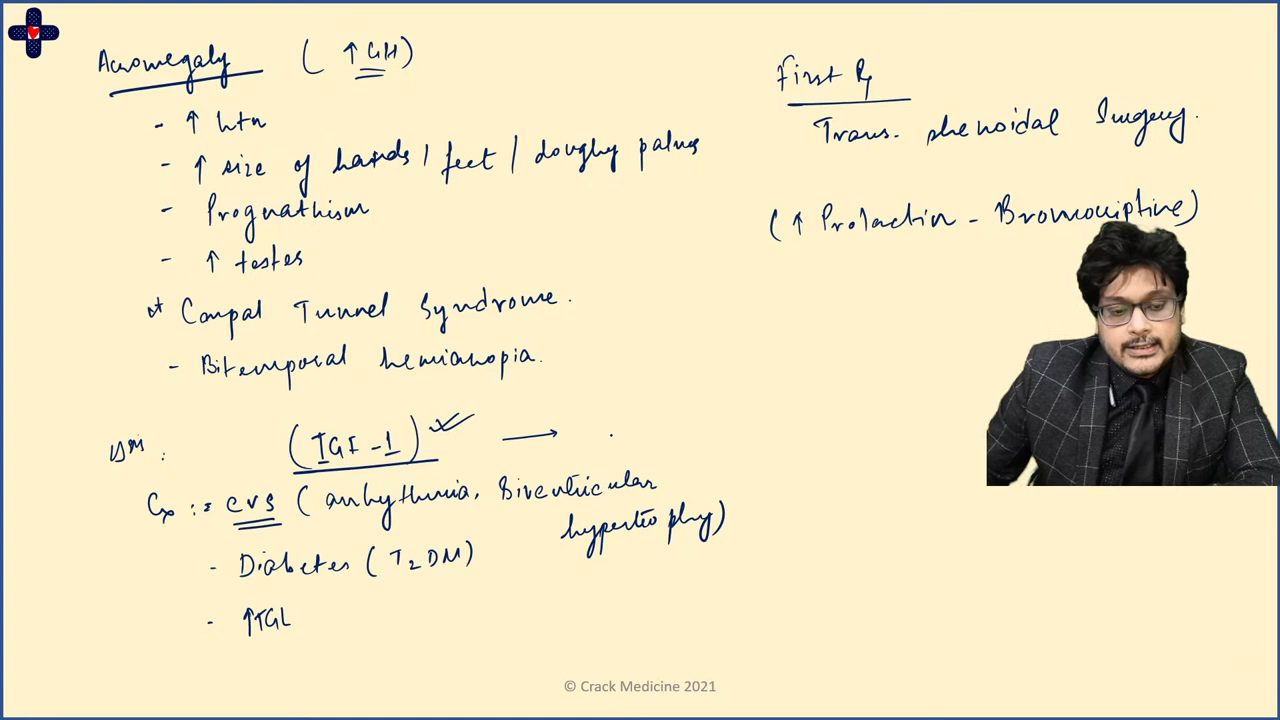 Acromegaly ( ↑ GH )
- ↑ htn
- ↑ size of hands / feet / doughy palms
- Prognathism
- ↑ testes
* Carpal Tunnel Syndrome.
- Bitemporal hemianopia.
( IGF - 1 ) →
Cx := CVS ( arrhythmia, Biventricular
hypertrophy )
- Diabetes ( T2DM )
- ↑TGL
First Rx
Trans. phenoidal Surgery.
( ↑ Prolactin - Bromocriptine )
© Crack Medicine 2021